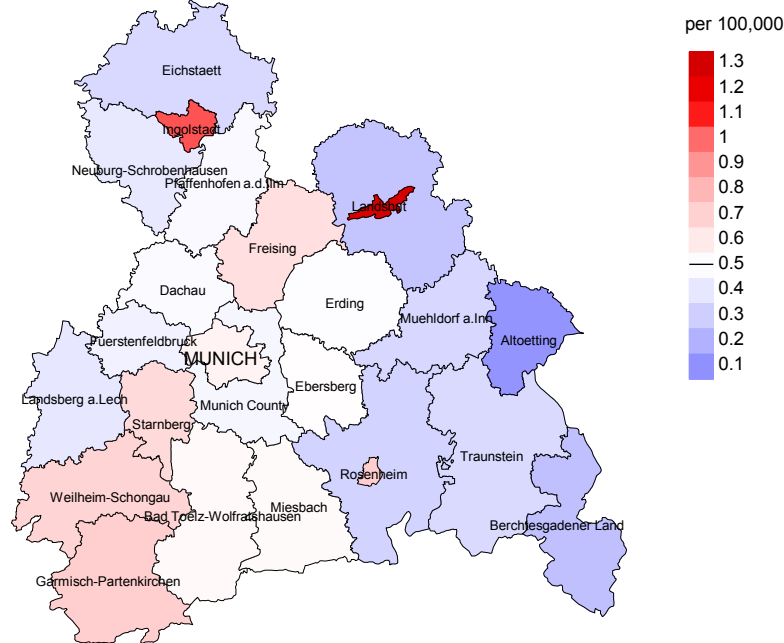 per 100,000
1.3
1.2
1.1
1
0.9
0.8
0.7
0.6
0.5
0.4
0.3
0.2
0.1
Eichstaett
Ingolstadt
Neuburg-Schrobenhausen
Pfaffenhofen a.d.Ilm
Landshut
Freising
Dachau
Erding
Muehldorf a.Inn
Altoetting
Fuerstenfeldbruck
MUNICH
Ebersberg
Landsberg a.Lech
Munich County
Starnberg
Traunstein
Rosenheim
Weilheim-Schongau
Miesbach
Bad Toelz-Wolfratshausen
Berchtesgadener Land
Garmisch-Partenkirchen